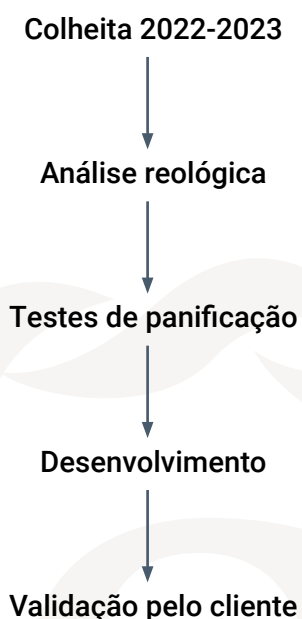 Colheita 2022-2023
Análise reológica
Testes de panificação
Desenvolvimento
Validação pelo cliente